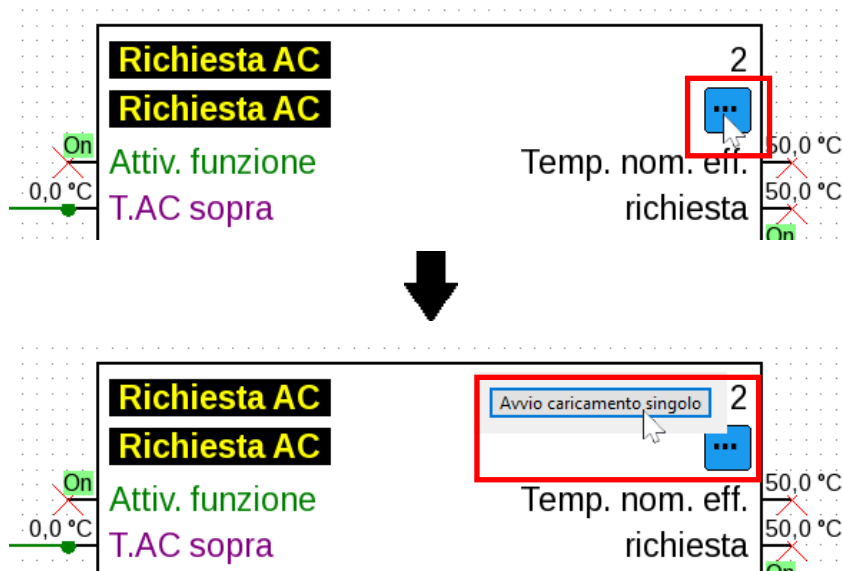 Richiesta AC 2
Richiesta AC ...
On Attiv. funzione Temp. nom. eff. 50,0 °C
0,0 °C T.AC sopra richiesta 50,0 °C
On
Richiesta AC Avvio caricamento singolo 2
Richiesta AC ...
On Attiv. funzione Temp. nom. eff. 50,0 °C
0,0 °C T.AC sopra richiesta 50,0 °C
On